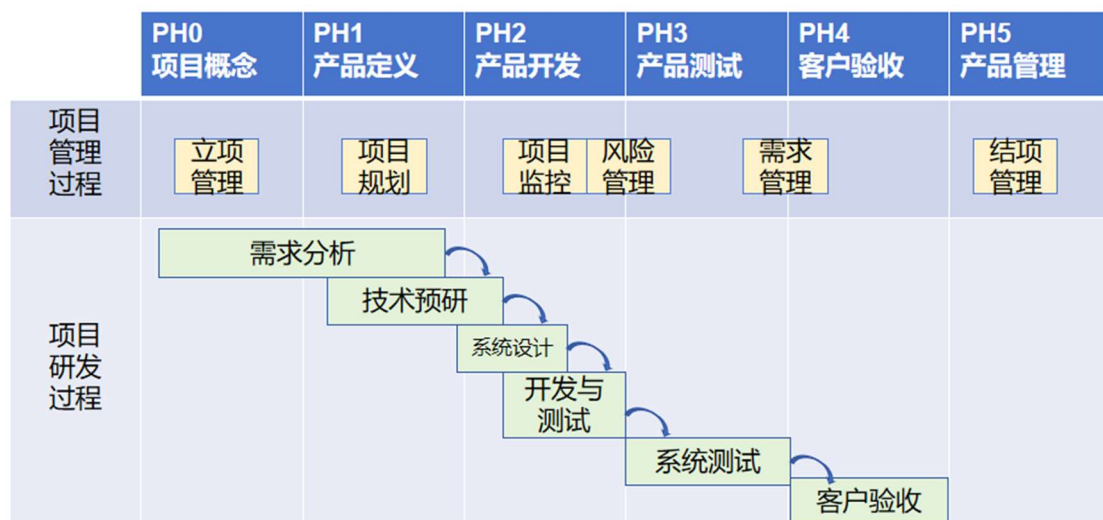 PH0
项目概念
PH1
产品定义
PH2
产品开发
PH3
产品测试
PH4
客户验收
PH5
产品管理
项目
管理
过程
立项
管理
项目
规划
项目
监控
风险
管理
需求
管理
结项
管理
项目
研发
过程
需求分析
技术预研
系统设计
开发与
测试
系统测试
客户验收